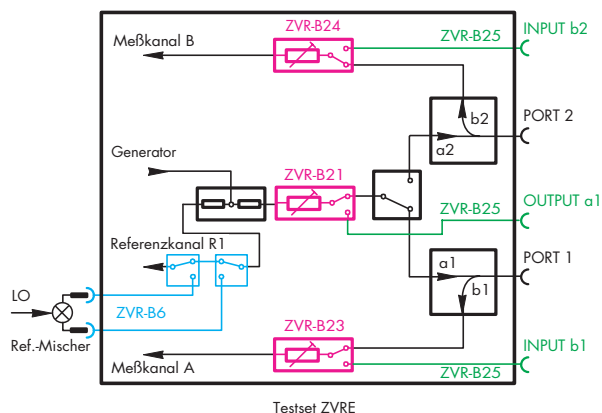 ZVR-B24
INPUT b2
Meßkanal B
ZVR-B25
b2
PORT 2
a2
Generator
ZVR-B21
OUTPUT a1
ZVR-B25
Referenzkanal R1
a1
PORT 1
b1
LO
ZVR-B6
ZVR-B23
Ref.-Mischer
INPUT b1
Meßkanal A
ZVR-B25
Testset ZVRE